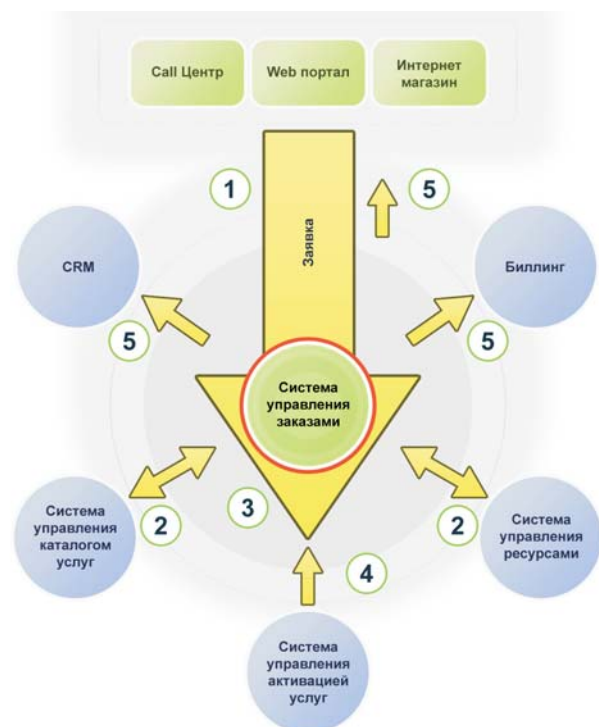 Call Центр
Web портал
Интернет
магазин
1
5
Заявка
CRM
Биллинг
5
5
Система
управления
заказами
Система
управления
каталогом
услуг
2
3
2
Система
управления
ресурсами
4
Система
управления
активацией
услуг